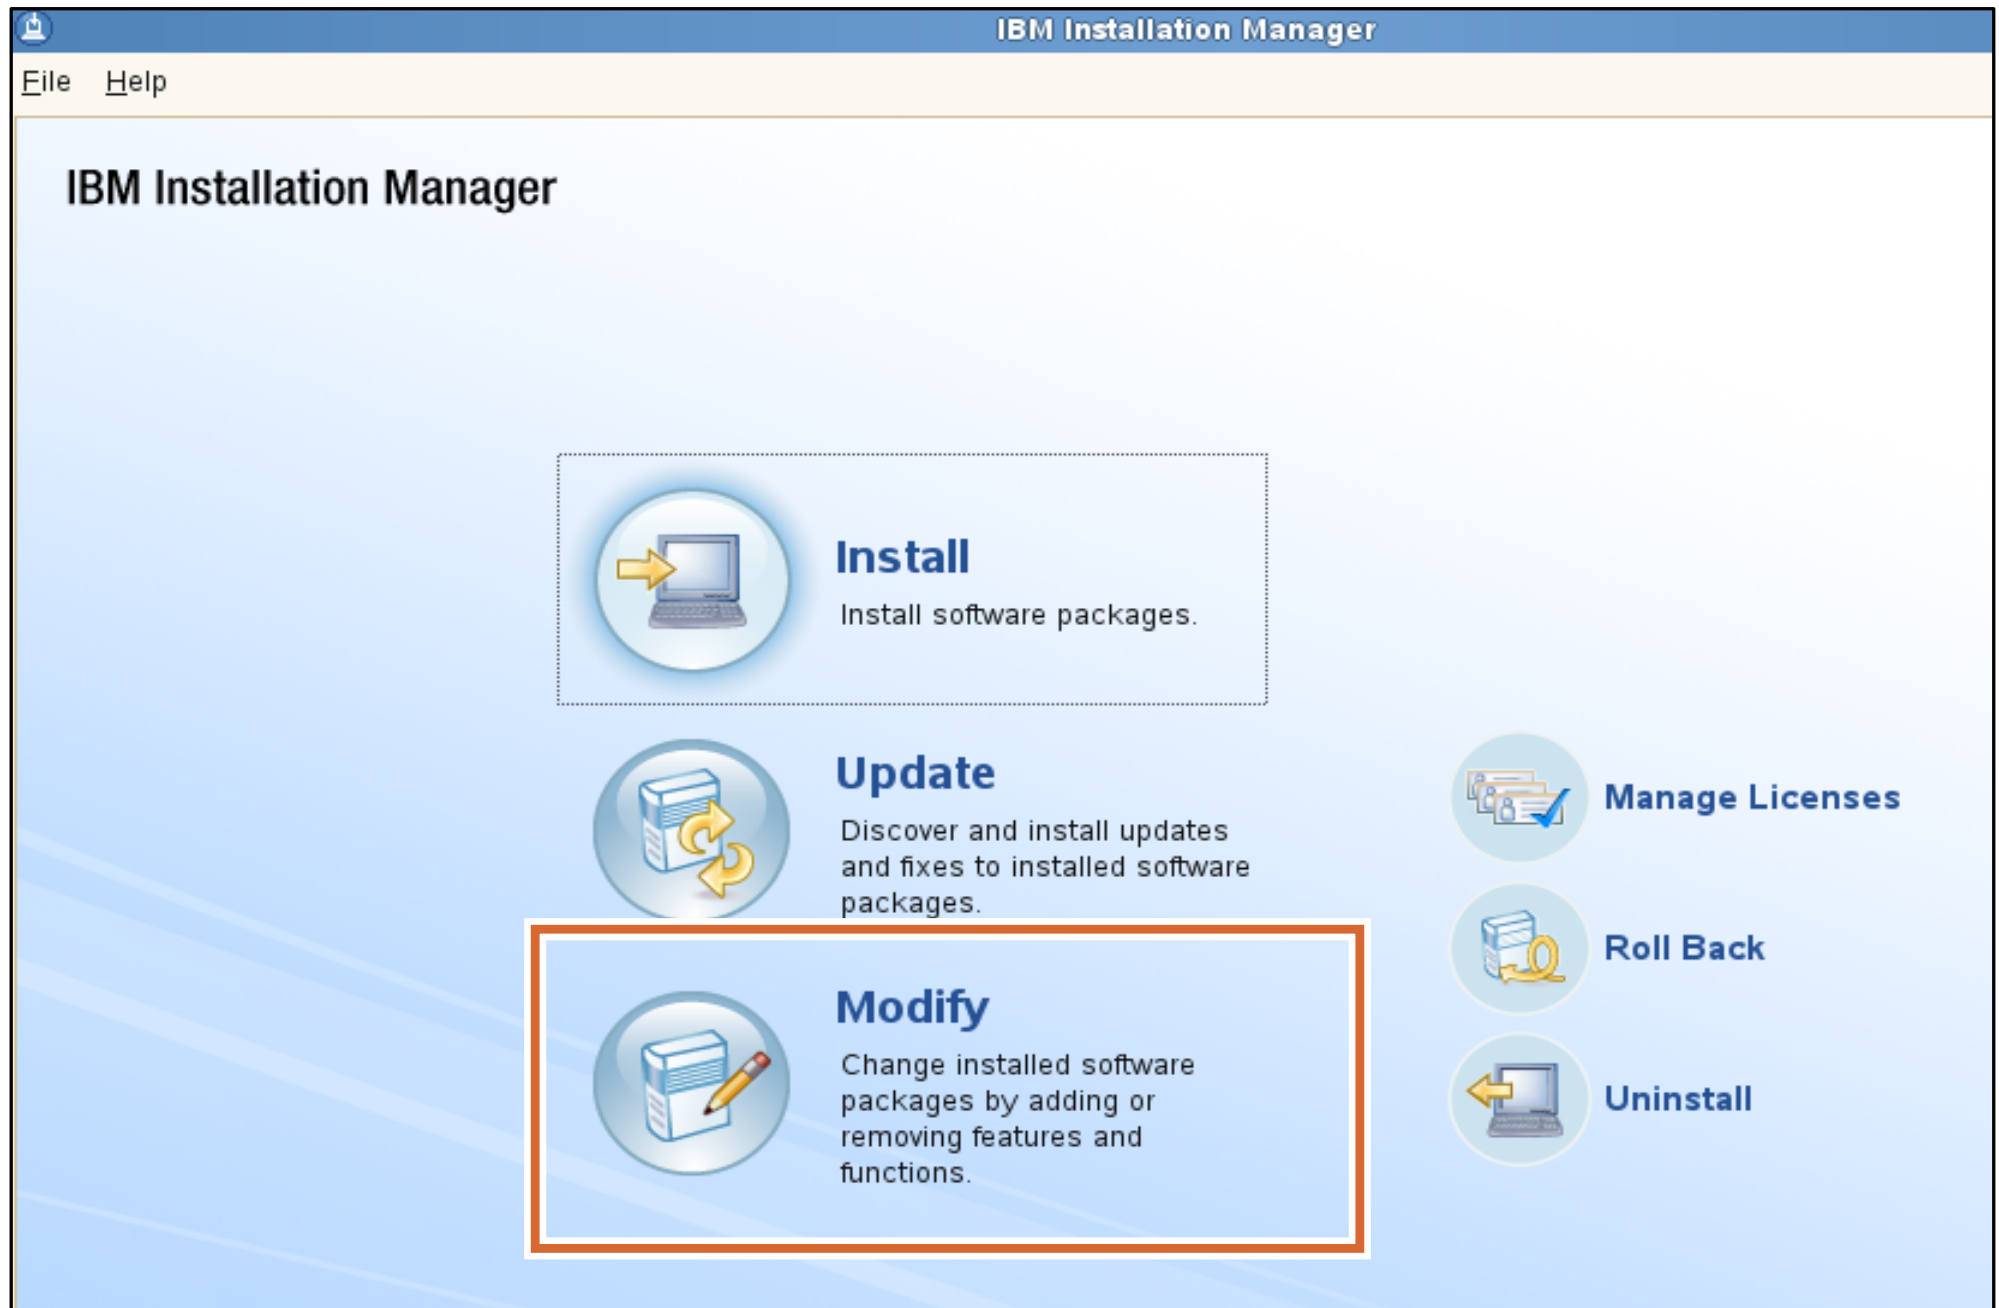 IBM Installation Manager
File Help
IBM Installation Manager
Install
Install software packages.
Update
Discover and install updates
and fixes to installed software
packages.
Modify
Change installed software
packages by adding or
removing features and
functions.
Manage Licenses
Roll Back
Uninstall